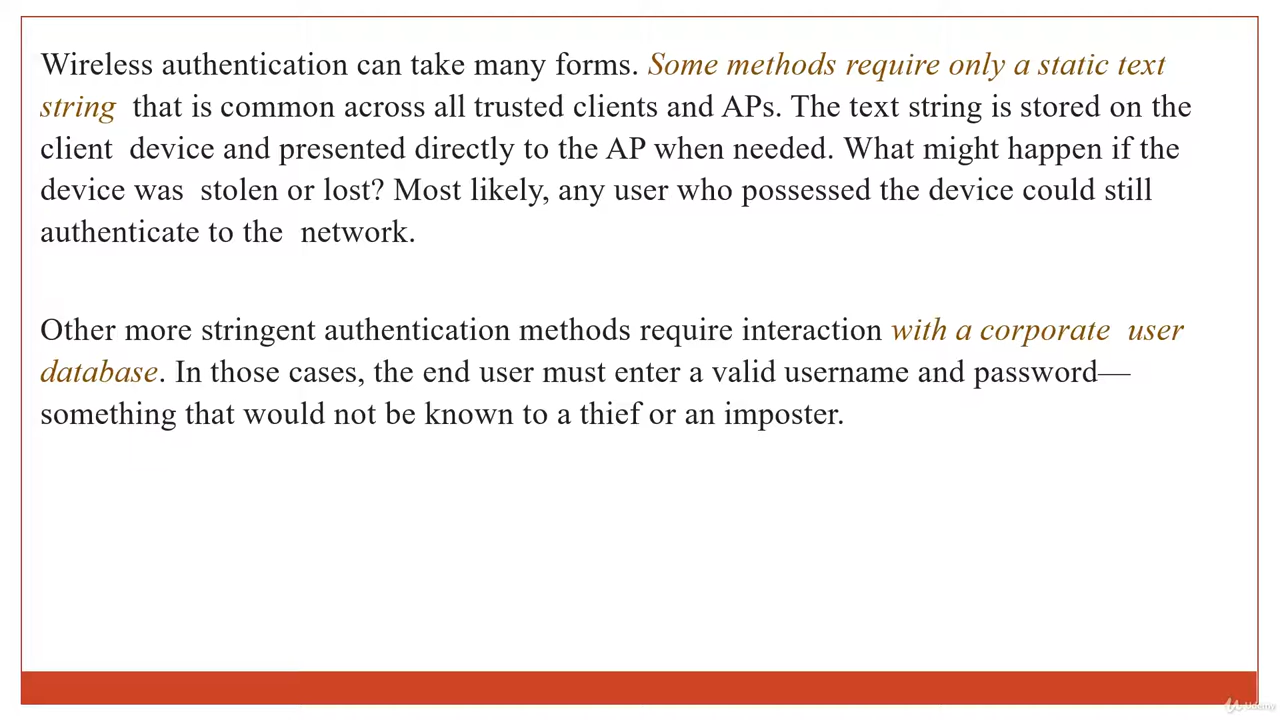 Wireless authentication can take many forms. Some methods require only a static text
string that is common across all trusted clients and APs. The text string is stored on the
client device and presented directly to the AP when needed. What might happen if the
device was stolen or lost? Most likely, any user who possessed the device could still
authenticate to the network.
Other more stringent authentication methods require interaction with a corporate user
database. In those cases, the end user must enter a valid username and password—
something that would not be known to a thief or an imposter.
Udemy